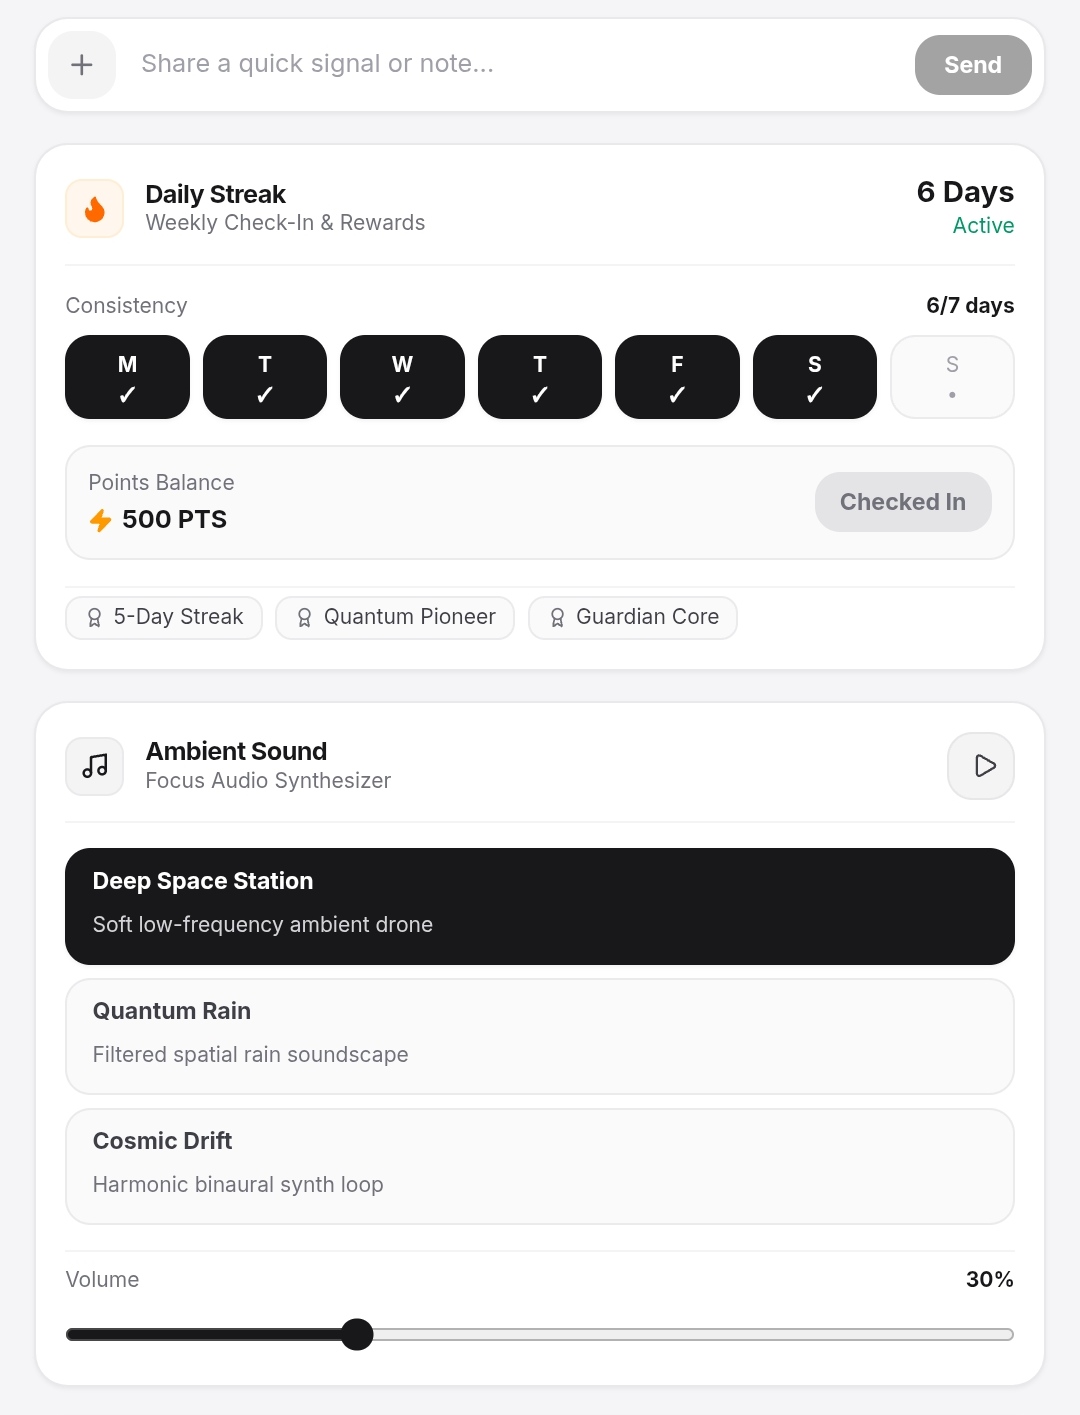 Share a quick signal or note...
Send
Daily Streak
Weekly Check-In & Rewards
6 Days
Active
Consistency
6/7 days
M T W T F S S
✓ ✓ ✓ ✓ ✓ ✓ •
Points Balance
500 PTS
Checked In
5-Day Streak
Quantum Pioneer
Guardian Core
Ambient Sound
Focus Audio Synthesizer
Deep Space Station
Soft low-frequency ambient drone
Quantum Rain
Filtered spatial rain soundscape
Cosmic Drift
Harmonic binaural synth loop
Volume
30%